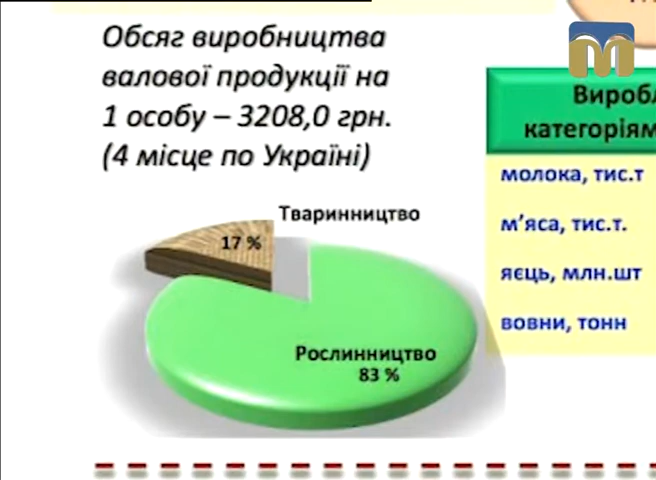 Обсяг виробництва
валової продукції на
1 особу – 3208,0 грн.
(4 місце по Україні)
Тваринництво
17 %
Рослинництво
83 %
категоріям
молока, тис.т
м’яса, тис.т.
яєць, млн.шт
вовни, тонн